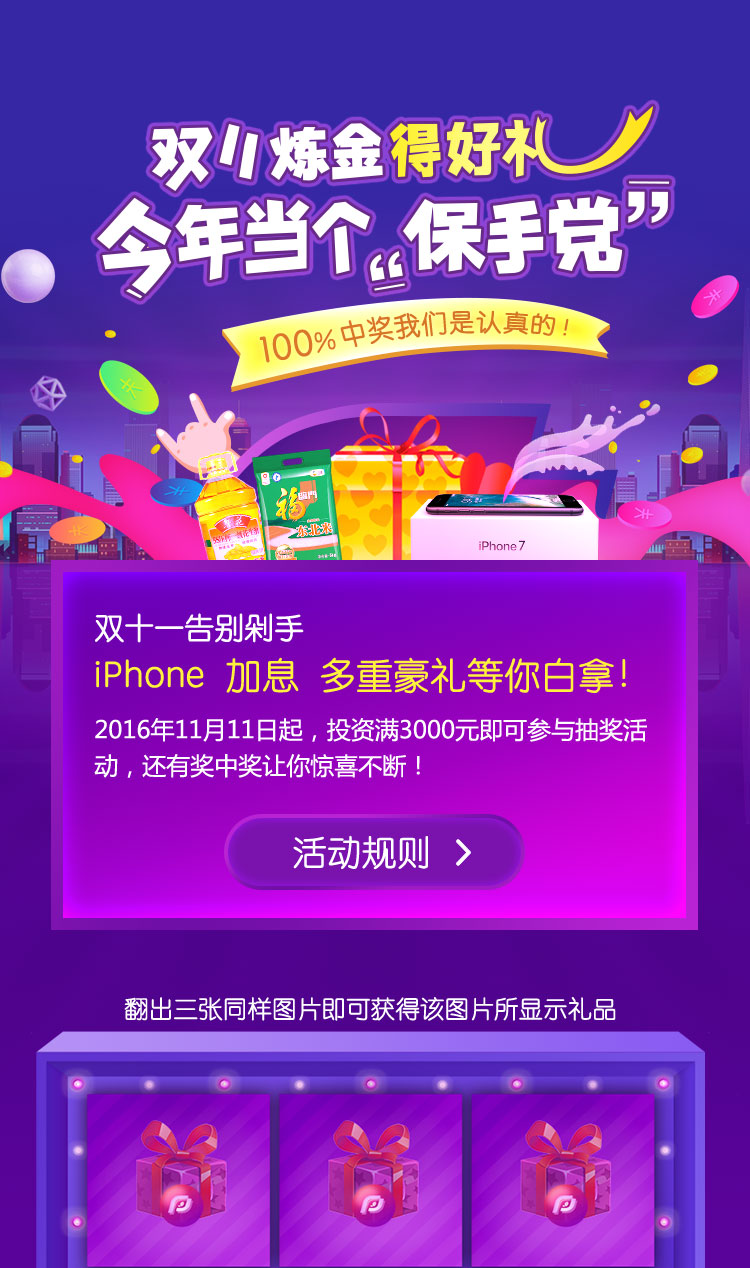 双11炼金得好礼
今年当个“保手党”
100%中奖我们是认真的！
福临门
东北米
iPhone 7
双十一告别剁手
iPhone 加息 多重豪礼等你白拿！
2016年11月11日起，投资满3000元即可参与抽奖活
动，还有奖中奖让你惊喜不断！
活动规则 >
翻出三张同样图片即可获得该图片所显示礼品